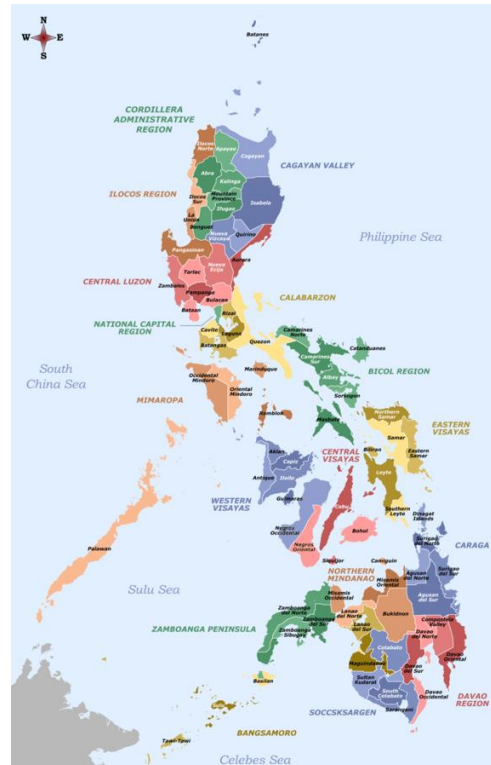 N
W E
S
Batanes
CORDILLERA
ADMINISTRATIVE
REGION
Ilocos
Norte
Apayao
Cagayan
CAGAYAN VALLEY
Abra
Kalinga
ILOCOS REGION
Ilocos
Sur
Mountain
Province
Ifugao
Isabela
La
Union
Benguet
Nueva
Vizcaya
Quirino
Philippine Sea
Pangasinan
Aurora
Nueva
Ecija
Tarlac
CENTRAL LUZON
Zambales
Pampanga
Bulacan
Bataan
CALABARZON
Rizal
NATIONAL CAPITAL
REGION
Cavite
Laguna
Batangas
Quezon
Camarines
Norte
Catanduanes
Camarines
Sur
Albay
BICOL REGION
Sorsogon
South
China Sea
Marinduque
Occidental
Mindoro
Oriental
Mindoro
MIMAROPA
Romblon
Masbate
Northern
Samar
EASTERN
VISAYAS
Samar
Eastern
Samar
Biliran
Leyte
Southern
Leyte
CENTRAL
VISAYAS
Aklan
Capiz
Antique
Iloilo
Guimaras
WESTERN
VISAYAS
Negros
Occidental
Negros
Oriental
Cebu
Bohol
Siquijor
Dinagat
Islands
Surigao
del Norte
CARAGA
Surigao
del Sur
Agusan
del Norte
Agusan
del Sur
Palawan
Sulu Sea
Camiguin
NORTHERN
MINDANAO
Misamis
Oriental
Misamis
Occidental
Bukidnon
Lanao
del Norte
Lanao
del Sur
Zamboanga
del Norte
Zamboanga
del Sur
Zamboanga
Sibugay
ZAMBOANGA PENINSULA
Compostela
Valley
Davao
del Norte
Cotabato
Maguindanao
Davao
del Sur
Davao
Oriental
Sultan
Kudarat
South
Cotabato
Sarangani
Davao
Occidental
DAVAO
REGION
SOCCSKSARGEN
Basilan
BANGSAMORO
Tawi-Tawi
Celebes Sea